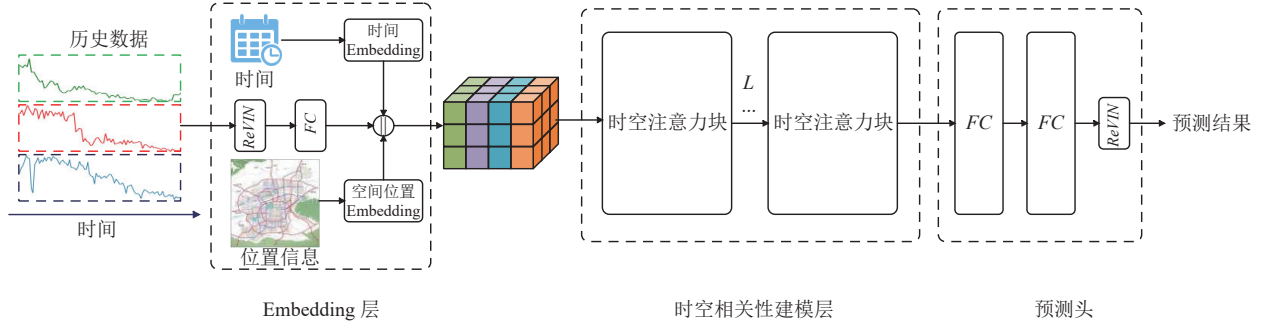 历史数据
时间
时间
ReVIN
FC
位置信息
时间
Embedding
空间位置
Embedding
时空注意力块
L
...
时空注意力块
FC
FC
ReVIN
预测结果
Embedding 层
时空相关性建模层
预测头